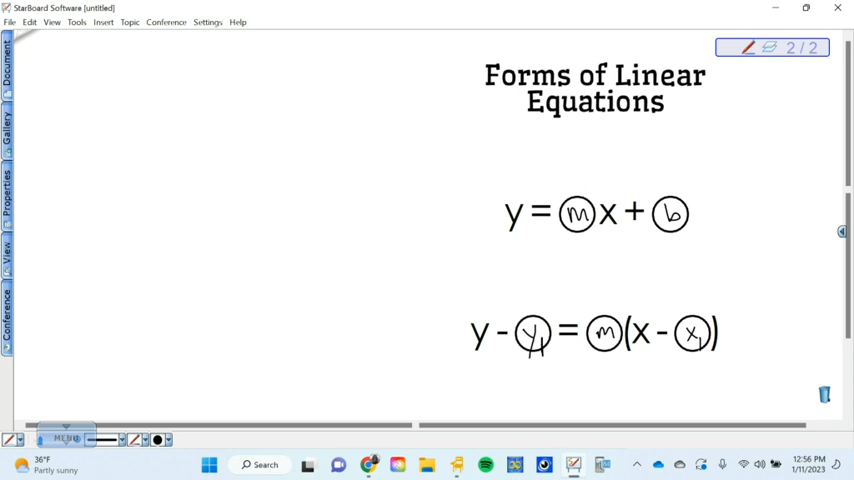 StarBoard Software [untitled]
File Edit View Tools Insert Topic Conference Settings Help
Document
Gallery
Properties
View
Conference
2/2
Forms of Linear
Equations
y = mx + b
y - y₁ = m(x - x₁)
MENU
36°F
Partly sunny
Search
12:56 PM
1/11/2023